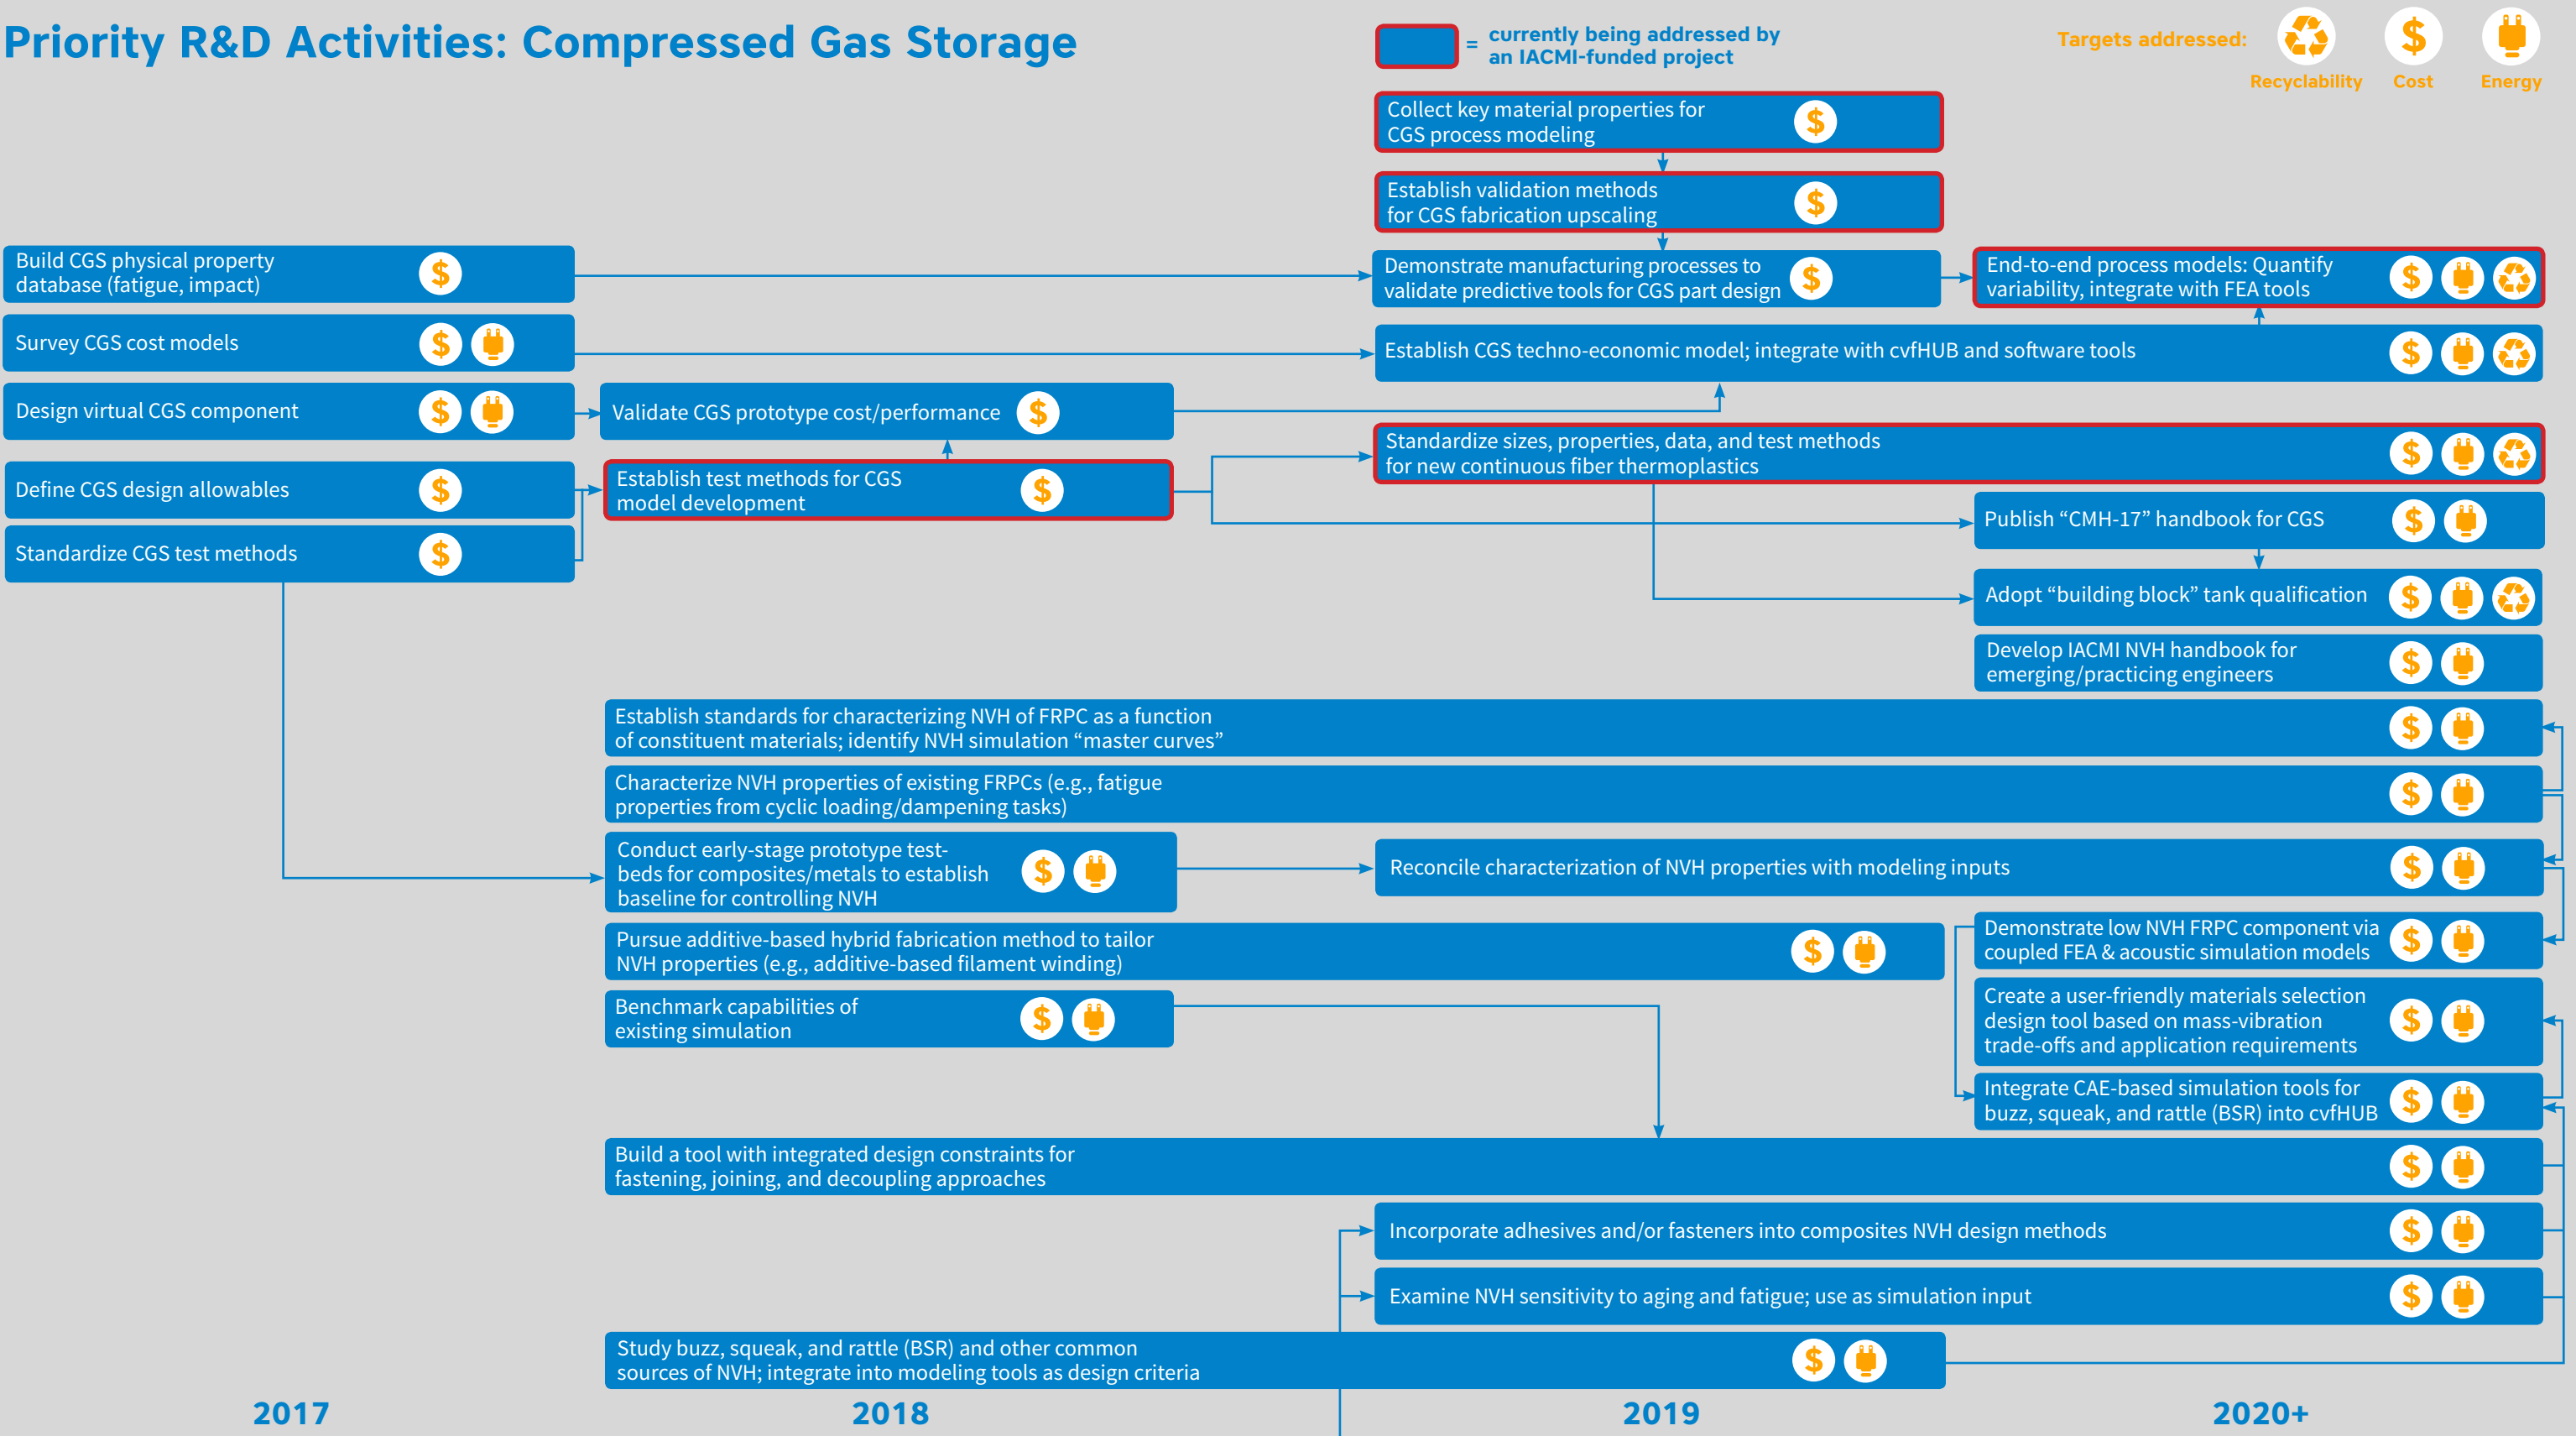 Priority R&D Activities: Compressed Gas Storage
= currently being addressed by
an IACMI-funded project
Targets addressed:
Recyclability
Cost
Energy
Collect key material properties for
CGS process modeling
$
Establish validation methods
for CGS fabrication upscaling
$
Build CGS physical property
database (fatigue, impact)
$
Demonstrate manufacturing processes to
validate predictive tools for CGS part design
$
End-to-end process models: Quantify
variability, integrate with FEA tools
$
Survey CGS cost models
$
Establish CGS techno-economic model; integrate with cvfHUB and software tools
$
Design virtual CGS component
$
Validate CGS prototype cost/performance
$
Standardize sizes, properties, data, and test methods
for new continuous fiber thermoplastics
$
Define CGS design allowables
$
Establish test methods for CGS
model development
$
Publish “CMH-17” handbook for CGS
$
Standardize CGS test methods
$
Adopt “building block” tank qualification
$
Develop IACMI NVH handbook for
emerging/practicing engineers
$
Establish standards for characterizing NVH of FRPC as a function
of constituent materials; identify NVH simulation “master curves”
$
Characterize NVH properties of existing FRPCs (e.g., fatigue
properties from cyclic loading/dampening tasks)
$
Conduct early-stage prototype test-
beds for composites/metals to establish
baseline for controlling NVH
$
Reconcile characterization of NVH properties with modeling inputs
$
Pursue additive-based hybrid fabrication method to tailor
NVH properties (e.g., additive-based filament winding)
$
Demonstrate low NVH FRPC component via
coupled FEA & acoustic simulation models
$
Benchmark capabilities of
existing simulation
$
Create a user-friendly materials selection
design tool based on mass-vibration
trade-offs and application requirements
$
Integrate CAE-based simulation tools for
buzz, squeak, and rattle (BSR) into cvfHUB
$
Build a tool with integrated design constraints for
fastening, joining, and decoupling approaches
$
Incorporate adhesives and/or fasteners into composites NVH design methods
$
Examine NVH sensitivity to aging and fatigue; use as simulation input
$
Study buzz, squeak, and rattle (BSR) and other common
sources of NVH; integrate into modeling tools as design criteria
$
2017
2018
2019
2020+